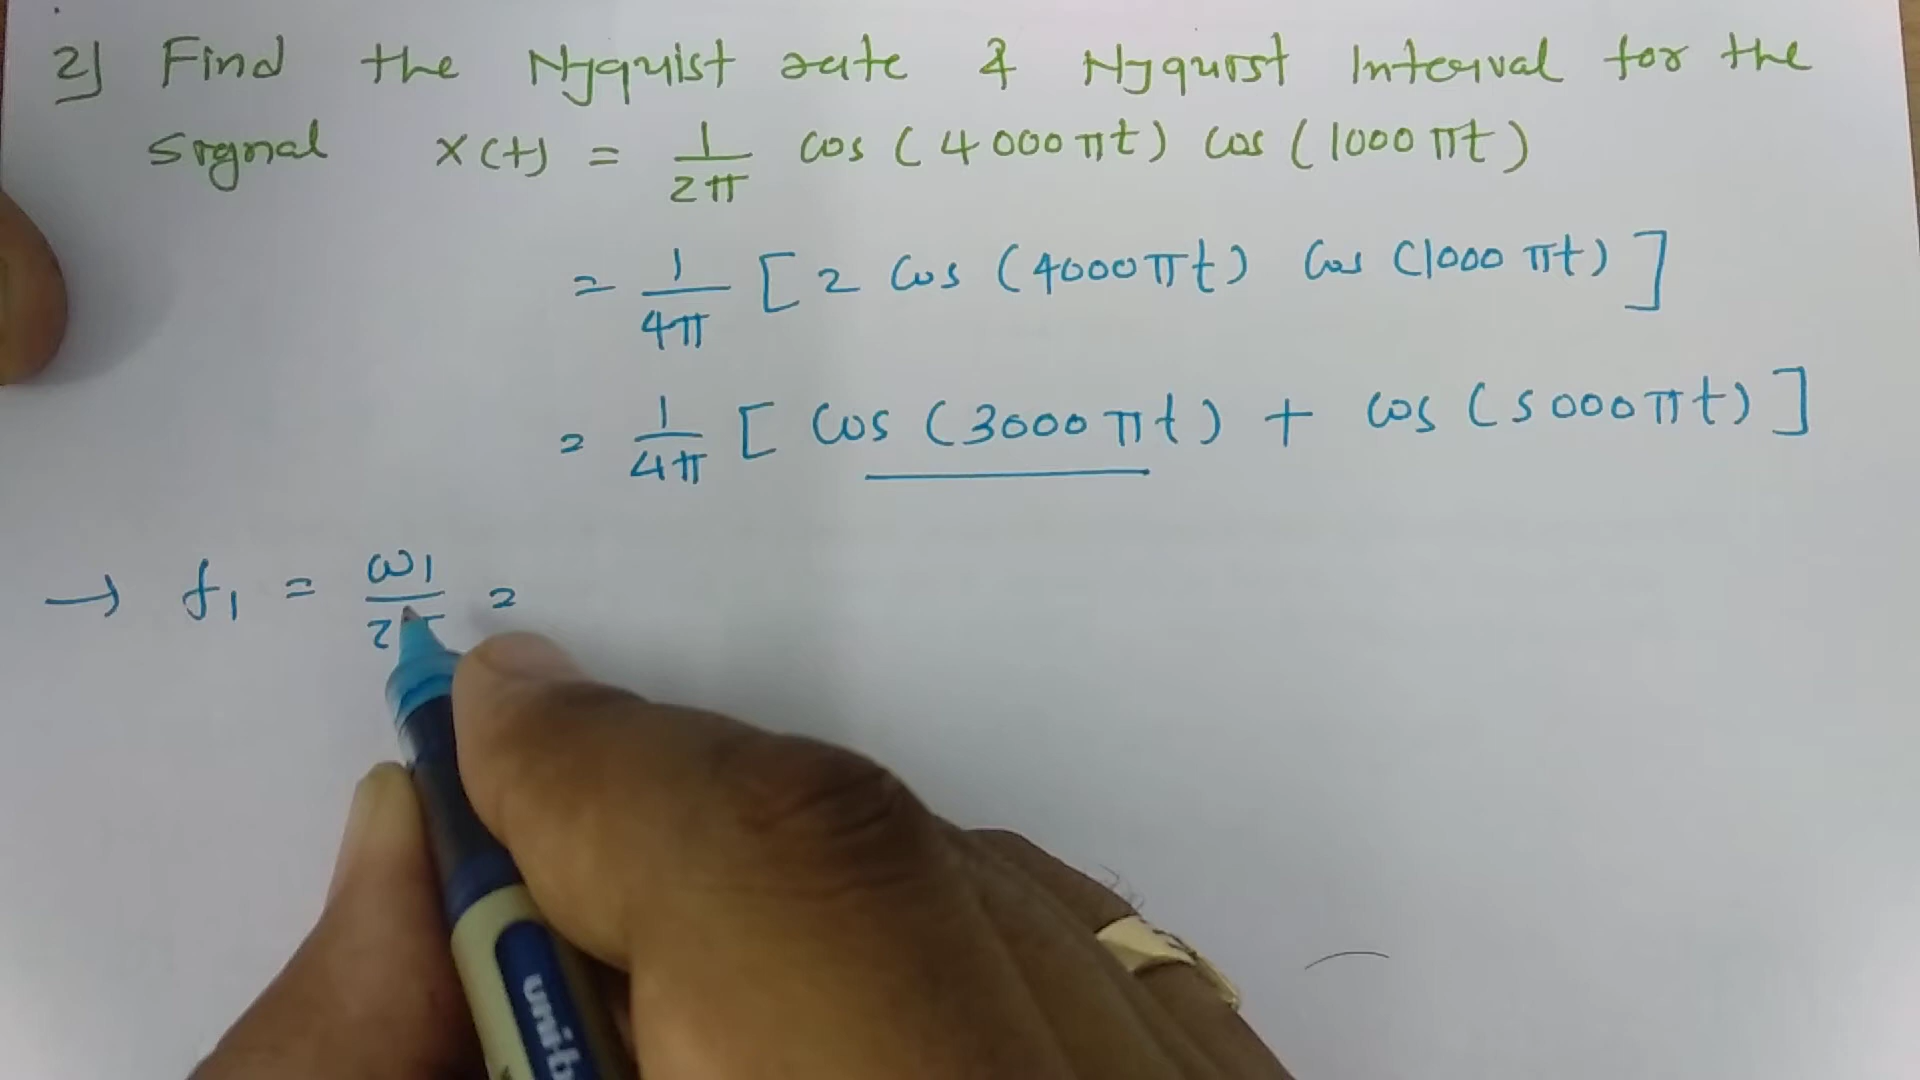 2) Find the Nyquist rate & Nyquist Interval for the
Signal x(t) = 1/2π cos(4000πt) cos(1000πt)
= 1/4π [2 cos(4000πt) cos(1000πt)]
= 1/4π [cos(3000πt) + cos(5000πt)]
→ f1 = ω1/2π =
uni-b